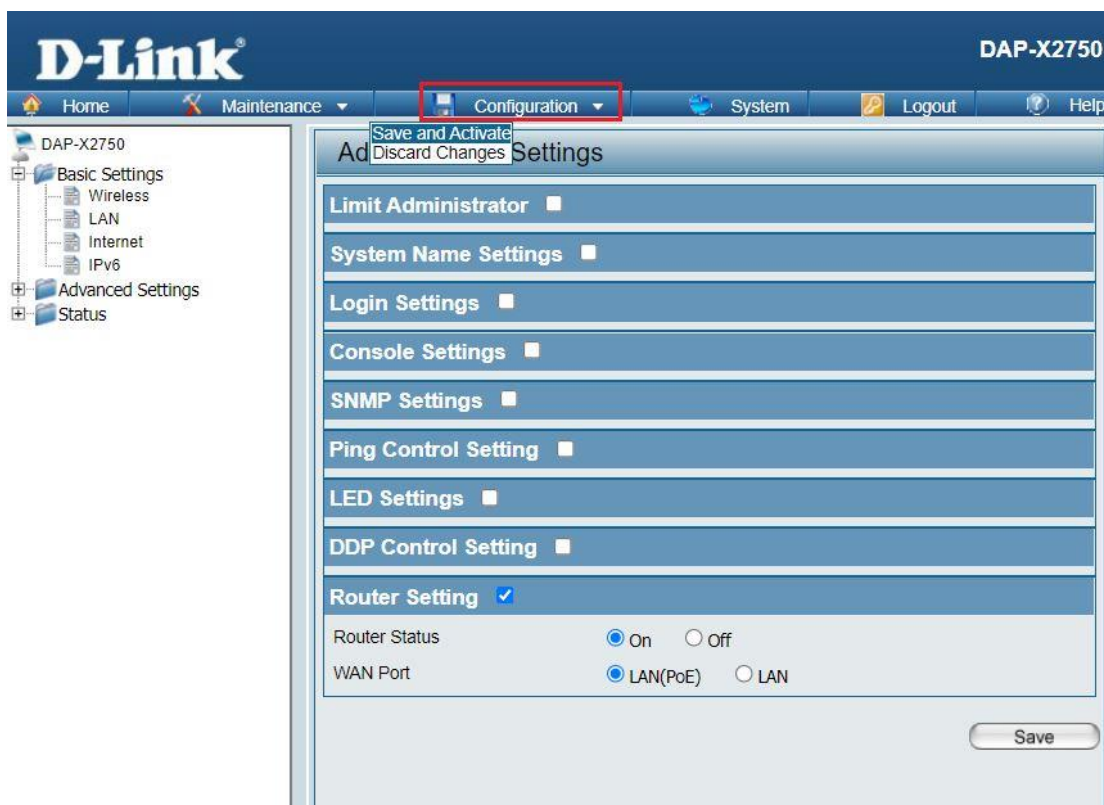 D-Link®
DAP-X2750
Home Maintenance Configuration System Logout Help
Save and Activate
Discard Changes
DAP-X2750
Basic Settings
Wireless
LAN
Internet
IPv6
Advanced Settings
Status
Ad Settings
Limit Administrator
System Name Settings
Login Settings
Console Settings
SNMP Settings
Ping Control Setting
LED Settings
DDP Control Setting
Router Setting
Router Status On Off
WAN Port LAN(PoE) LAN
Save